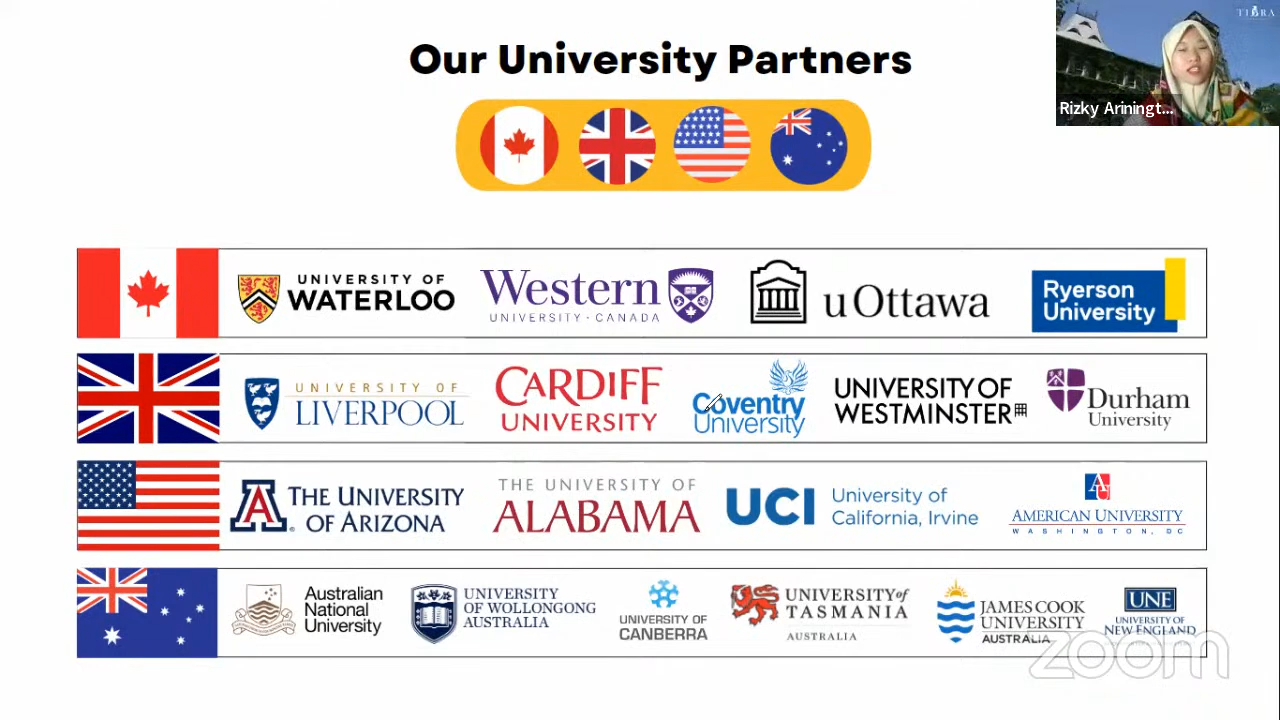 Our University Partners
TIBRA
Rizky Ariningt...
UNIVERSITY OF
WATERLOO
Western
UNIVERSITY · CANADA
uOttawa
Ryerson
University
UNIVERSITY OF
LIVERPOOL
CARDIFF
UNIVERSITY
Coventry
University
UNIVERSITY OF
WESTMINSTER
Durham
University
A
THE UNIVERSITY
OF ARIZONA
THE UNIVERSITY OF
ALABAMA
UCI
University of
California, Irvine
AU
AMERICAN UNIVERSITY
WASHINGTON, DC
Australian
National
University
UNIVERSITY
OF WOLLONGONG
AUSTRALIA
UNIVERSITY OF
CANBERRA
UNIVERSITY of
TASMANIA
AUSTRALIA
JAMES COOK
UNIVERSITY
AUSTRALIA
UNE
UNIVERSITY OF
NEW ENGLAND
zoom